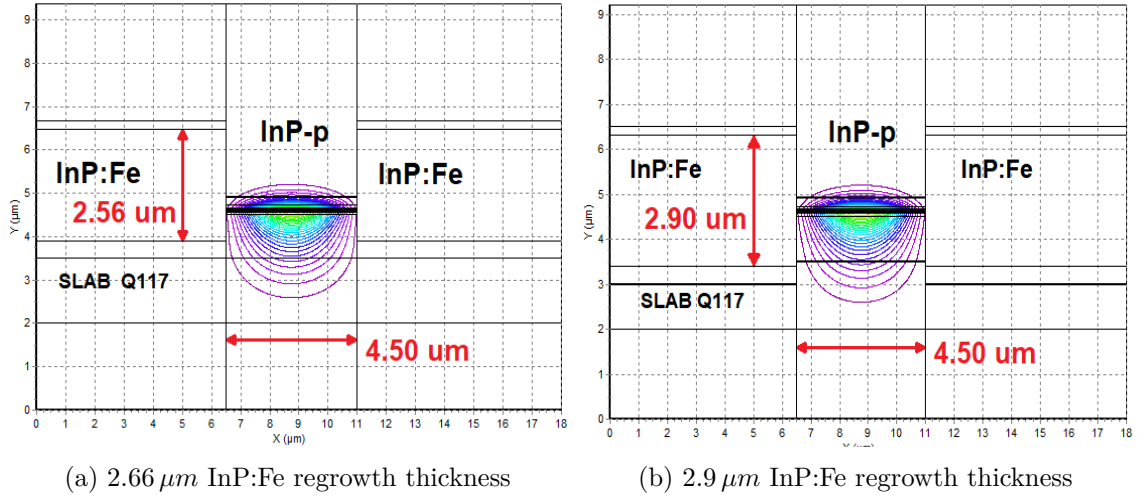 9
8
7
6
5
4
3
2
1
0
Y (µm)
InP-p
InP:Fe
InP:Fe
2.56 um
SLAB Q117
4.50 um
0 1 2 3 4 5 6 7 8 9 10 11 12 13 14 15 16 17 18
X (µm)
(a) 2.66 µm InP:Fe regrowth thickness
9
8
7
6
5
4
3
2
1
0
Y (µm)
InP-p
InP:Fe
InP:Fe
2.90 um
SLAB Q117
4.50 um
0 1 2 3 4 5 6 7 8 9 10 11 12 13 14 15 16 17 18
(b) 2.9 µm InP:Fe regrowth thickness